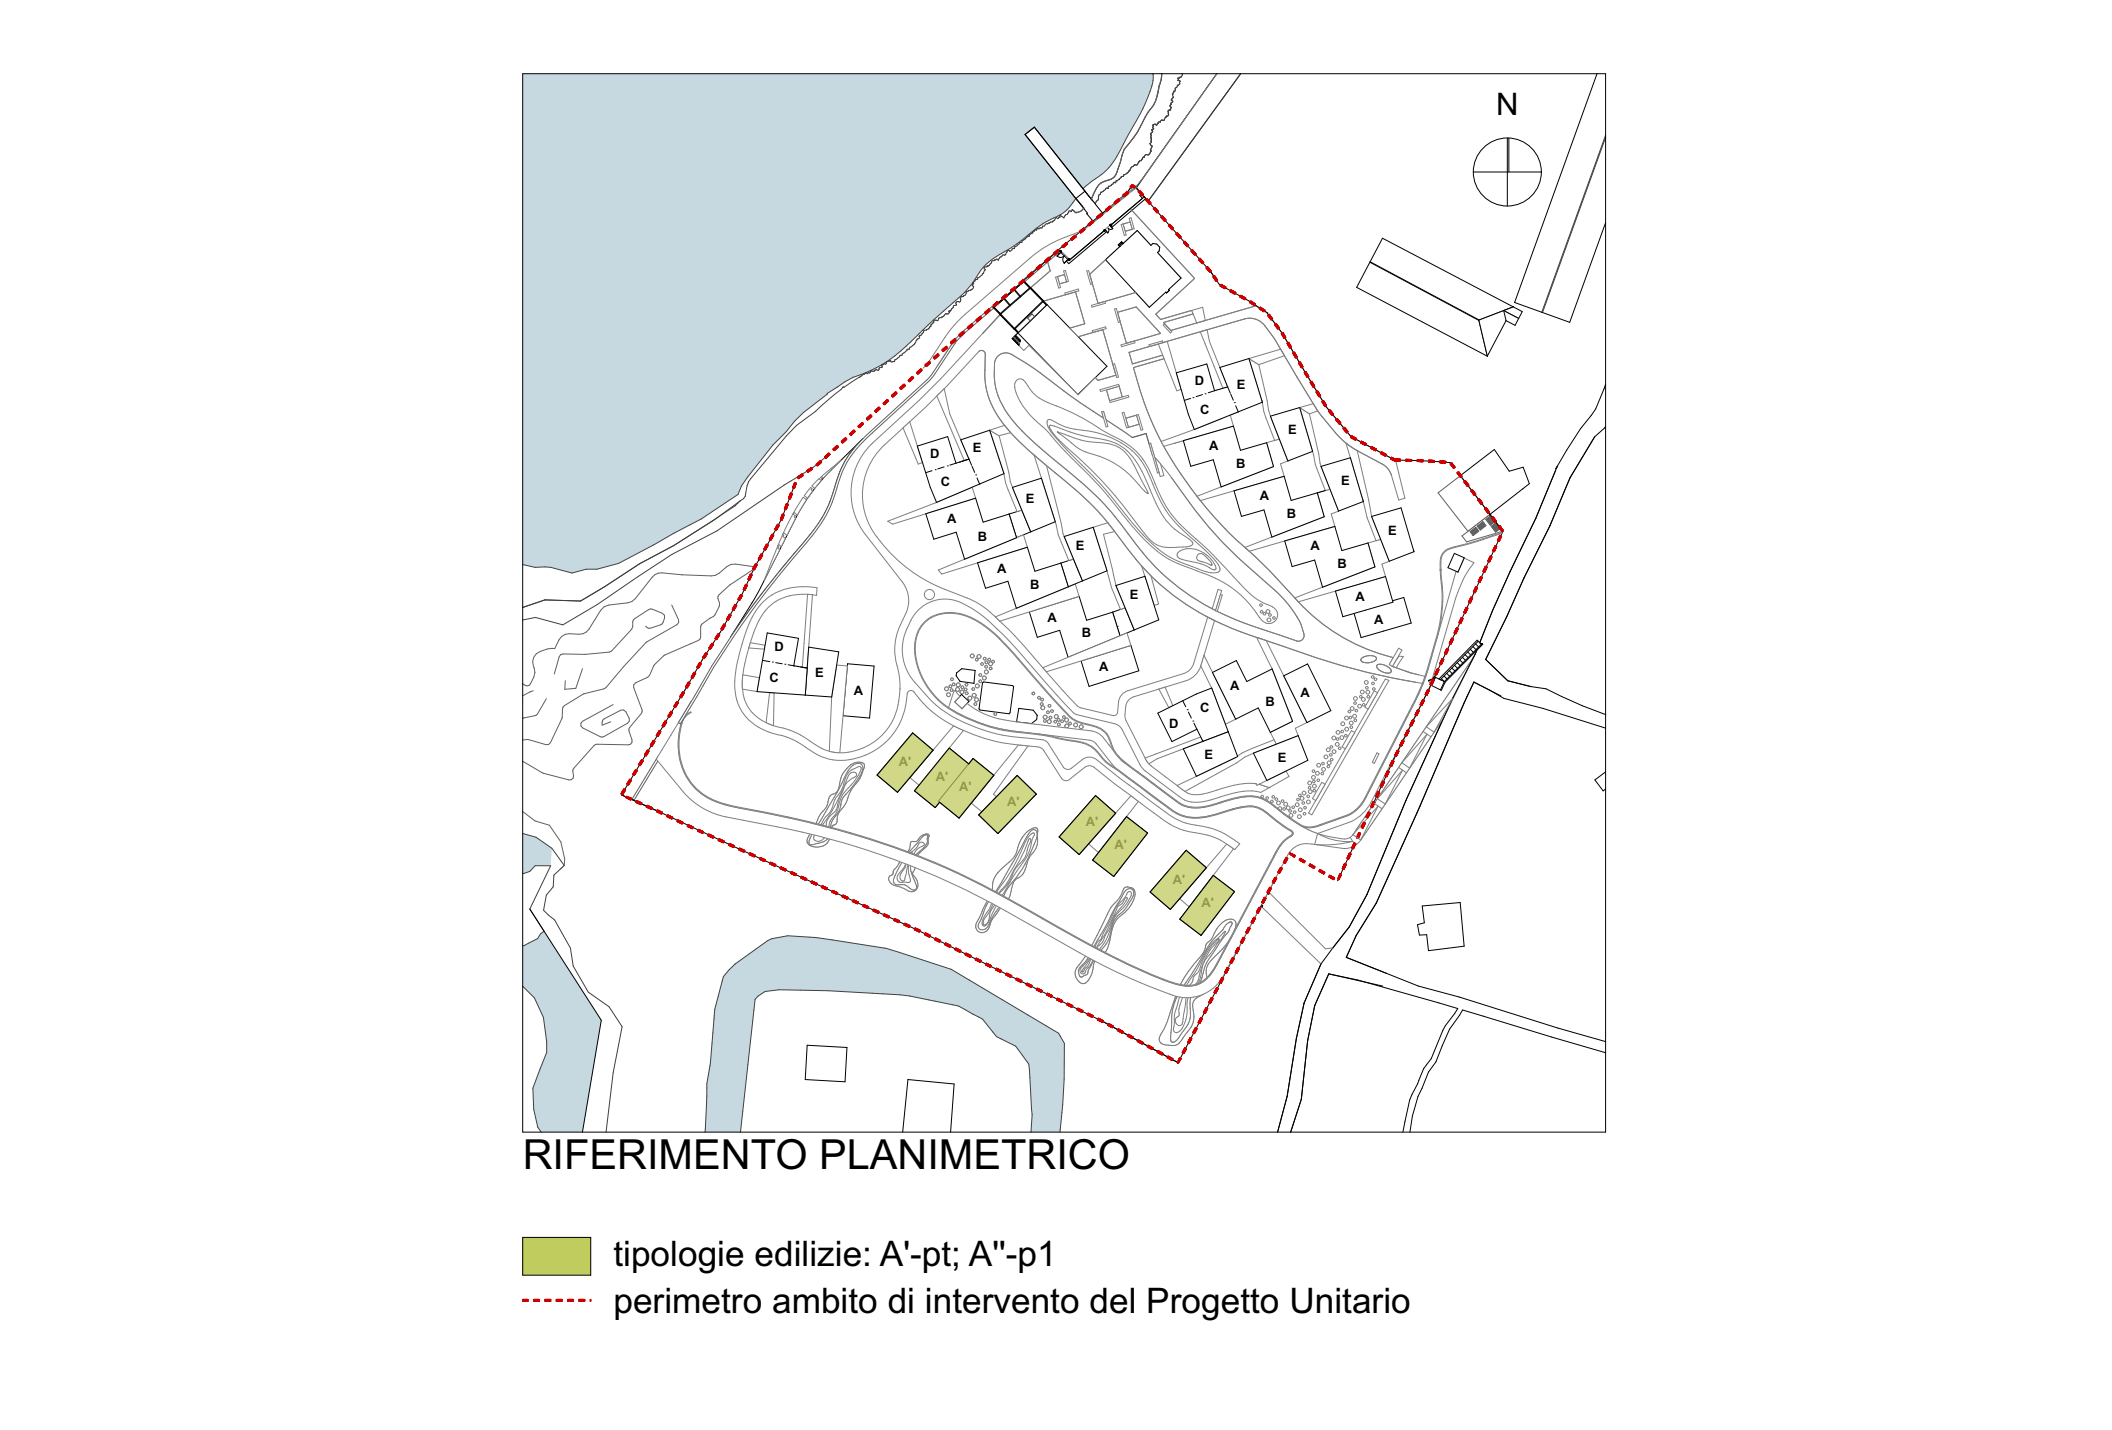 N
D
E
C
E
A
B
E
A
B
E
A
B
A
A
D
E
C
E
A
B
E
A
B
E
A
B
A
D
C
E
A
A
B
A
C
D
E
E
A'
A'
A'
A'
A'
A'
A'
A'
RIFERIMENTO PLANIMETRICO
tipologie edilizie: A'-pt; A"-p1
perimetro ambito di intervento del Progetto Unitario